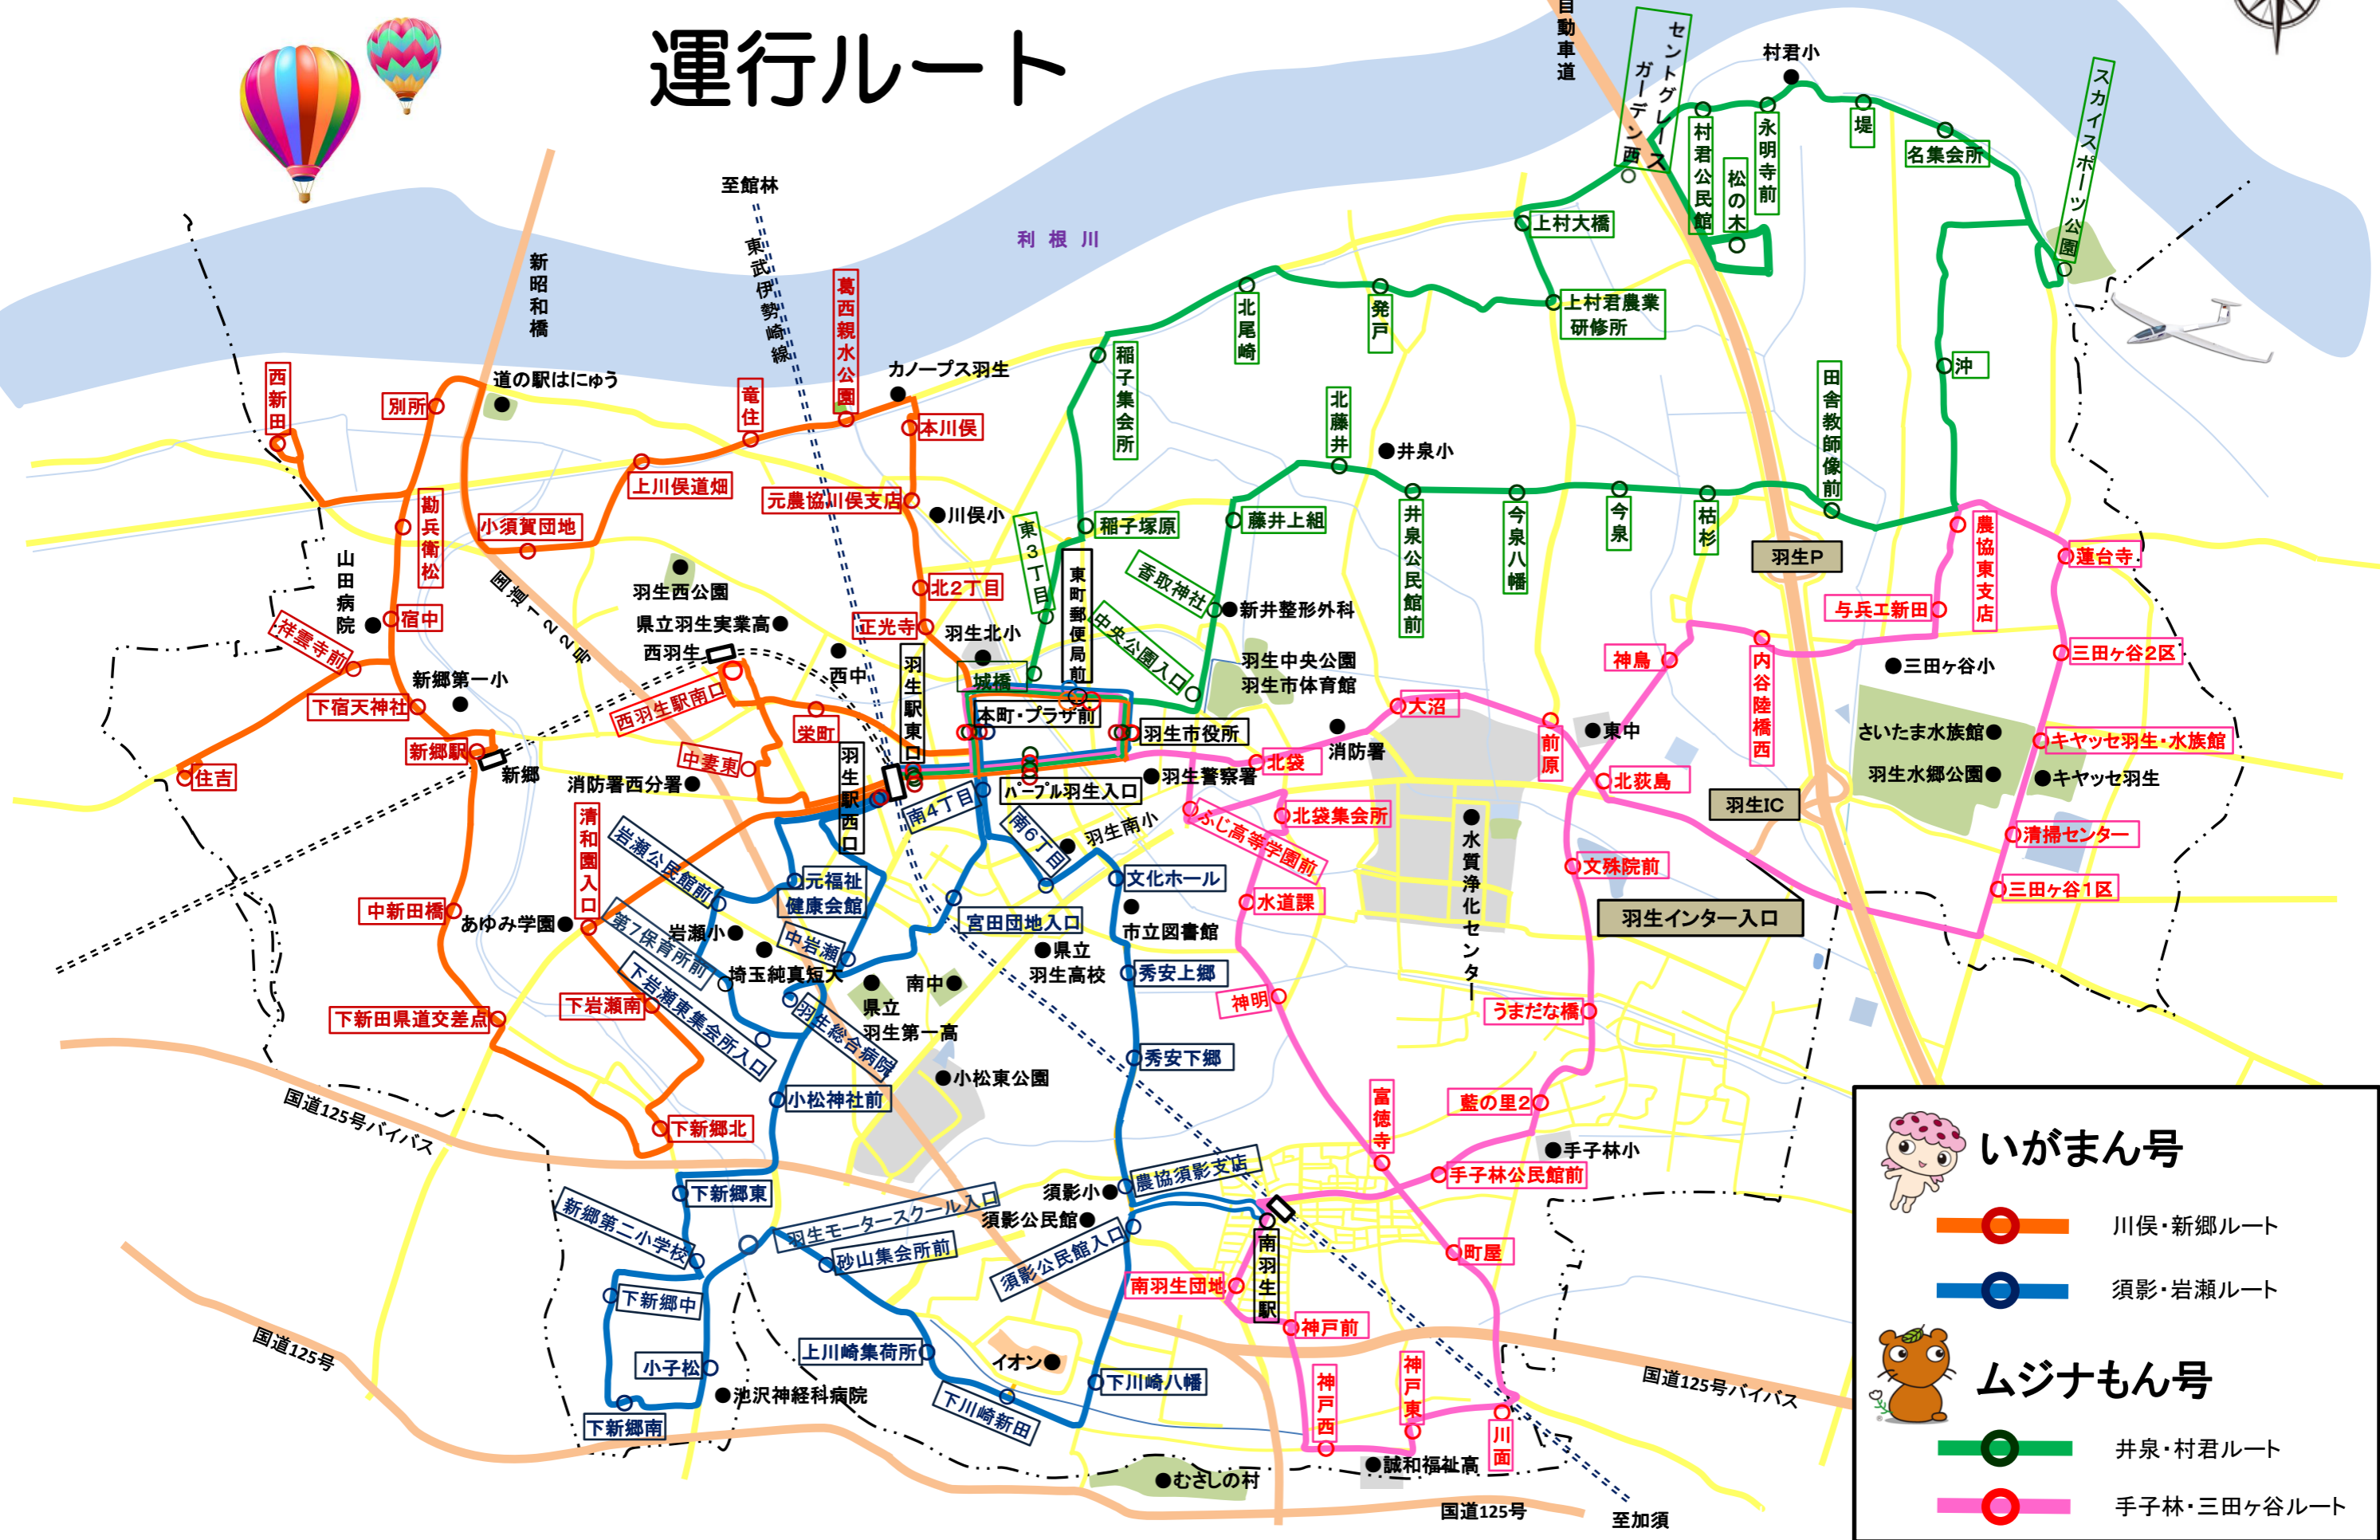 運行ルート
自動車道
至館林
東武伊勢崎線
利根川
新昭和橋
セントグレース
ガーデン西
村君小
村君公民館
松の木
永明寺前
堤
名集会所
スカイスポーツ公園
上村大橋
上村君農業
研修所
北尾崎
発戸
稲子集会所
葛西親水公園
カノープス羽生
竜住
本川俣
西新田
別所
道の駅はにゅう
上川俣道畑
元農協川俣支店
川俣小
勘兵衛松
小須賀団地
国道122号
山田病院
宿中
祥雲寺前
下宿天神社
新郷第一小
新郷駅
新郷
住吉
羽生西公園
県立羽生実業高
西羽生
西羽生駅南口
西中
栄町
中妻東
消防署西分署
北2丁目
正光寺
羽生北小
東3丁目
稲子塚原
東町郵便局前
城橋
本町・プラザ前
羽生駅東口
羽生駅西口
羽生市役所
パープル羽生入口
羽生警察署
中央公園入口
香取神社
新井整形外科
羽生中央公園
羽生市体育館
藤井上組
北藤井
井泉小
井泉公民館前
今泉八幡
今泉
枯杉
田舎教師像前
沖
農協東支店
蓮台寺
羽生P
与兵エ新田
三田ヶ谷2区
三田ヶ谷小
神鳥
内谷陸橋西
さいたま水族館
羽生水郷公園
キヤッセ羽生・水族館
キヤッセ羽生
清掃センター
三田ヶ谷1区
羽生IC
羽生インター入口
大沼
消防署
前原
東中
北荻島
北袋
北袋集会所
ふじ高等学園前
水道課
水質浄化センター
文殊院前
神明
うまだな橋
藍の里2
手子林小
手子林公民館前
富徳寺
町屋
南羽生駅
南羽生団地
神戸前
神戸西
神戸東
川面
誠和福祉高
むさしの村
清和園入口
あゆみ学園
中新田橋
下新田県道交差点
下岩瀬南
下新郷北
岩瀬公民館前
元福祉
健康会館
岩瀬小
第7保育所前
埼玉純真短大
中岩瀬
下岩瀬東集会所入口
羽生総合病院
県立
羽生第一高
南中
小松神社前
小松東公園
南4丁目
南6丁目
羽生南小
文化ホール
市立図書館
宮田団地入口
県立
羽生高校
秀安上郷
秀安下郷
農協須影支店
須影小
須影公民館
須影公民館入口
下新郷東
新郷第二小学校
羽生モータースクール入口
砂山集会所前
下新郷中
小子松
下新郷南
池沢神経科病院
上川崎集荷所
イオン
下川崎新田
下川崎八幡
国道125号バイパス
国道125号
国道125号バイパス
国道125号
至加須
いがまん号
川俣・新郷ルート
須影・岩瀬ルート
ムジナもん号
井泉・村君ルート
手子林・三田ヶ谷ルート